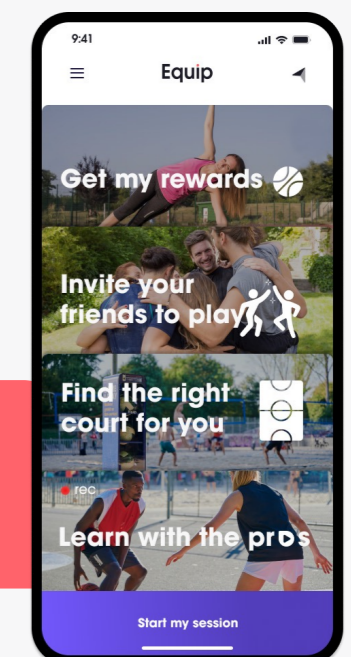 9:41
Equip
Get my rewards
Invite your
friends to play
Find the right
court for you
rec
Learn with the pros
Start my session